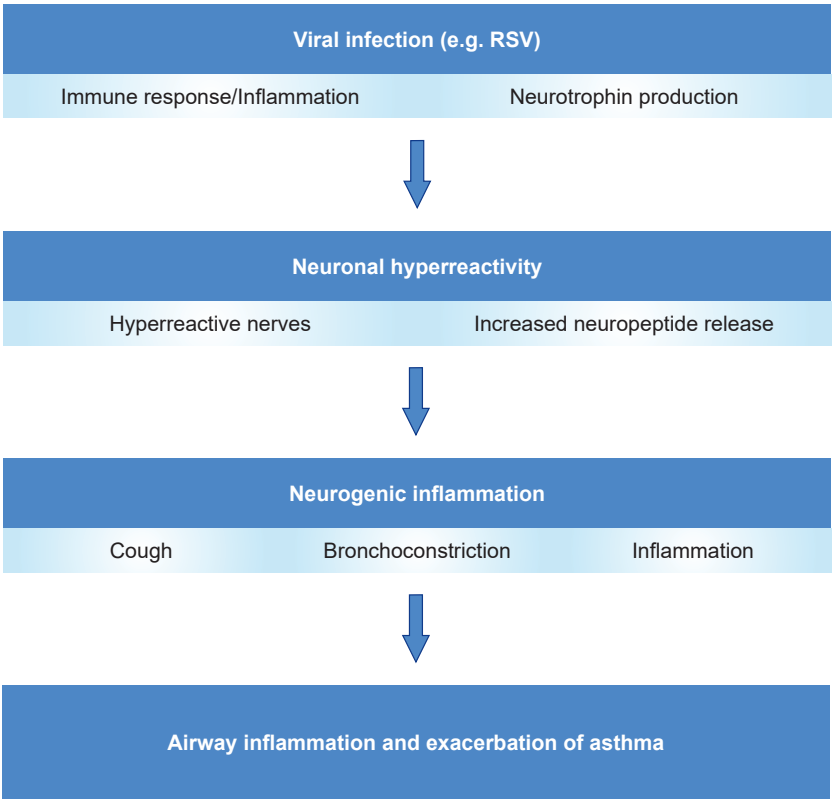 Viral infection (e.g. RSV)
Immune response/Inflammation Neurotrophin production
Neuronal hyperreactivity
Hyperreactive nerves Increased neuropeptide release
Neurogenic inflammation
Cough Bronchoconstriction Inflammation
Airway inflammation and exacerbation of asthma